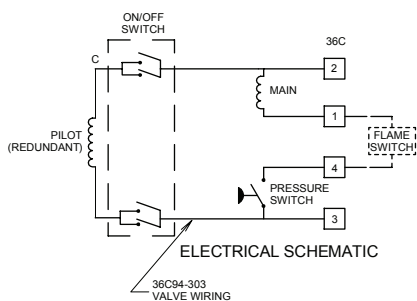 ON/OFF
SWITCH
C
36C
2
MAIN
1
PILOT
(REDUNDANT)
FLAME
SWITCH
4
PRESSURE
SWITCH
3
ELECTRICAL SCHEMATIC
36C94-303
VALVE WIRING